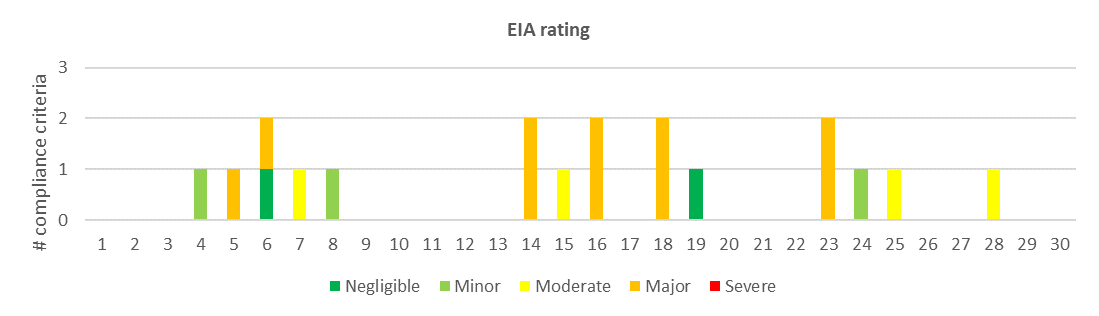 EIA rating
# compliance criteria
3
2
1
0
1 2 3 4 5 6 7 8 9 10 11 12 13 14 15 16 17 18 19 20 21 22 23 24 25 26 27 28 29 30
Negligible Minor Moderate Major Severe